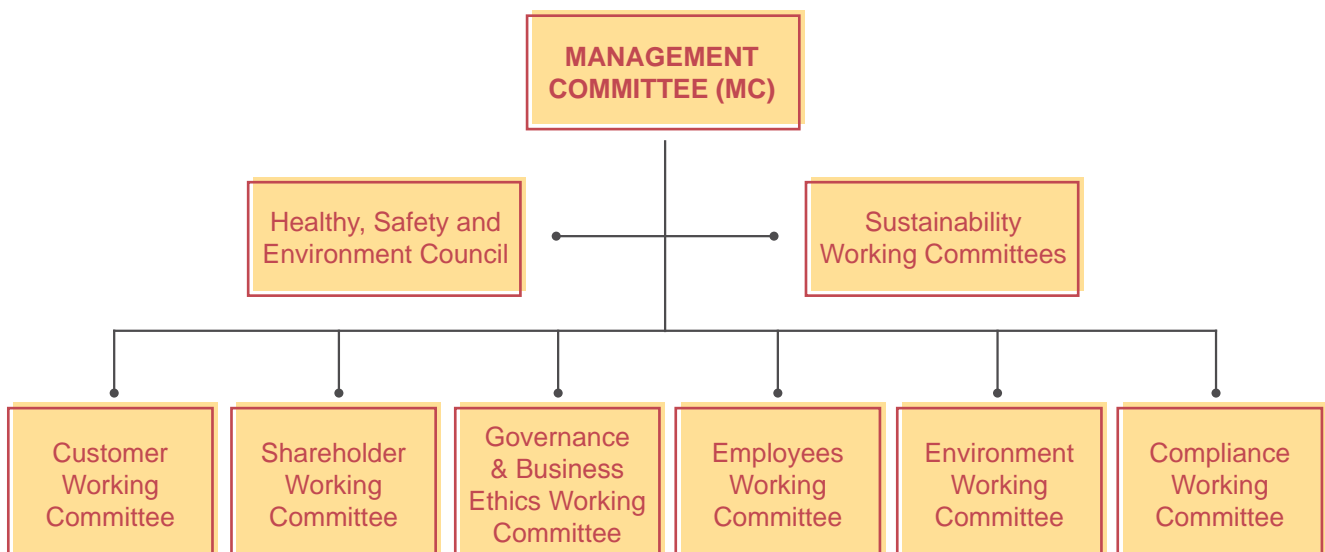 MANAGEMENT
COMMITTEE (MC)
Healthy, Safety and
Environment Council
Sustainability
Working Committees
Customer
Working
Committee
Shareholder
Working
Committee
Governance
& Business
Ethics Working
Committee
Employees
Working
Committee
Environment
Working
Committee
Compliance
Working
Committee